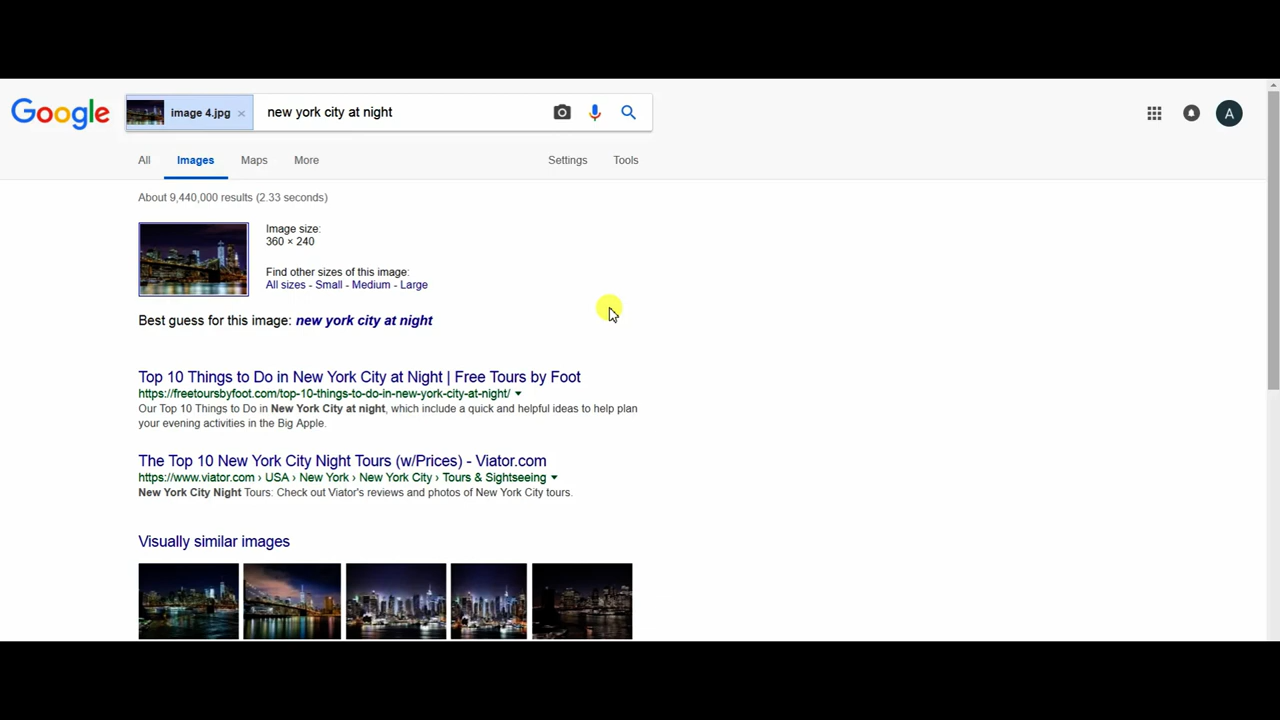 Google image 4.jpg × new york city at night
A
All Images Maps More Settings Tools
About 9,440,000 results (2.33 seconds)
Image size:
360 × 240
Find other sizes of this image:
All sizes - Small - Medium - Large
Best guess for this image: new york city at night
Top 10 Things to Do in New York City at Night | Free Tours by Foot
https://freetoursbyfoot.com/top-10-things-to-do-in-new-york-city-at-night/
Our Top 10 Things to Do in New York City at night, which include a quick and helpful ideas to help plan
your evening activities in the Big Apple.
The Top 10 New York City Night Tours (w/Prices) - Viator.com
https://www.viator.com › USA › New York › New York City › Tours & Sightseeing
New York City Night Tours: Check out Viator's reviews and photos of New York City tours.
Visually similar images